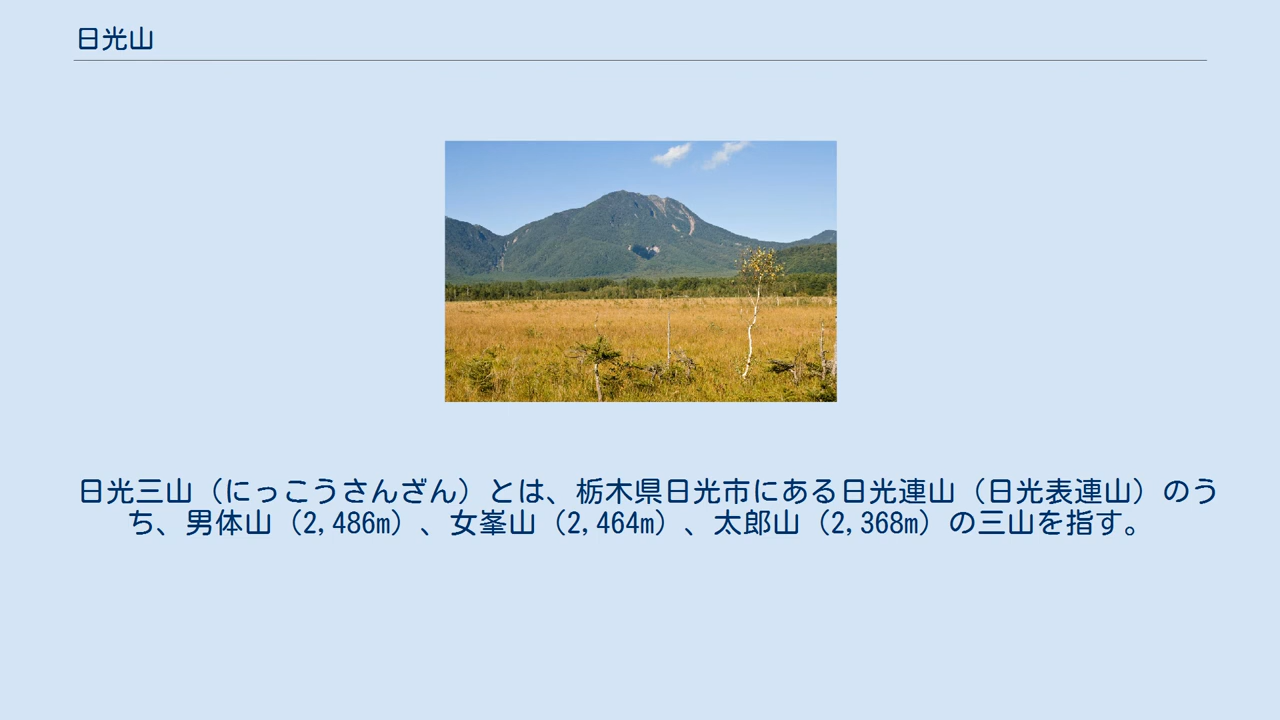 日光山
日光三山（にっこうさんざん）とは、栃木県日光市にある日光連山（日光表連山）のう
ち、男体山（2,486m）、女峯山（2,464m）、太郎山（2,368m）の三山を指す。